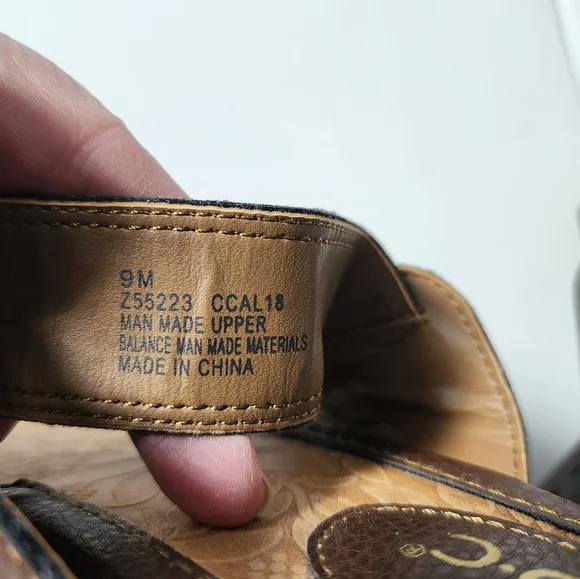 9M
Z55223 CCAL18
MAN MADE UPPER
BALANCE MAN MADE MATERIALS
MADE IN CHINA